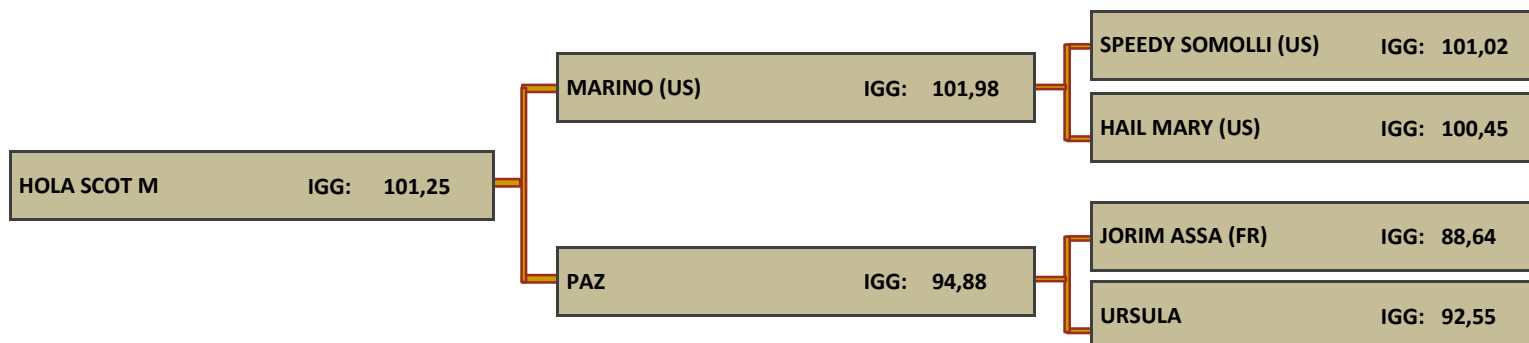 SPEEDY SOMOLLI (US) IGG: 101,02
MARINO (US) IGG: 101,98
HAIL MARY (US) IGG: 100,45
HOLA SCOT M IGG: 101,25
JORIM ASSA (FR) IGG: 88,64
PAZ IGG: 94,88
URSULA IGG: 92,55